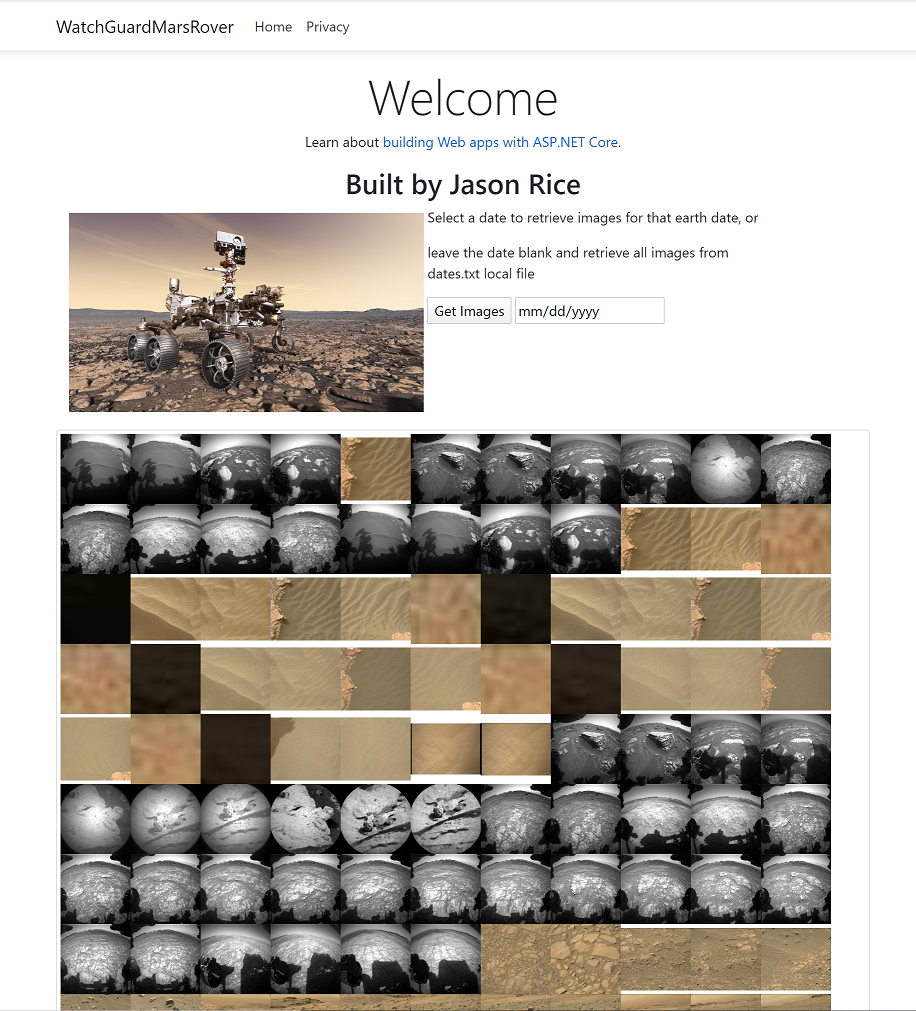 WatchGuardMarsRover Home Privacy
Welcome
Learn about building Web apps with ASP.NET Core.
Built by Jason Rice
Select a date to retrieve images for that earth date, or
leave the date blank and retrieve all images from
dates.txt local file
Get Images mm/dd/yyyy